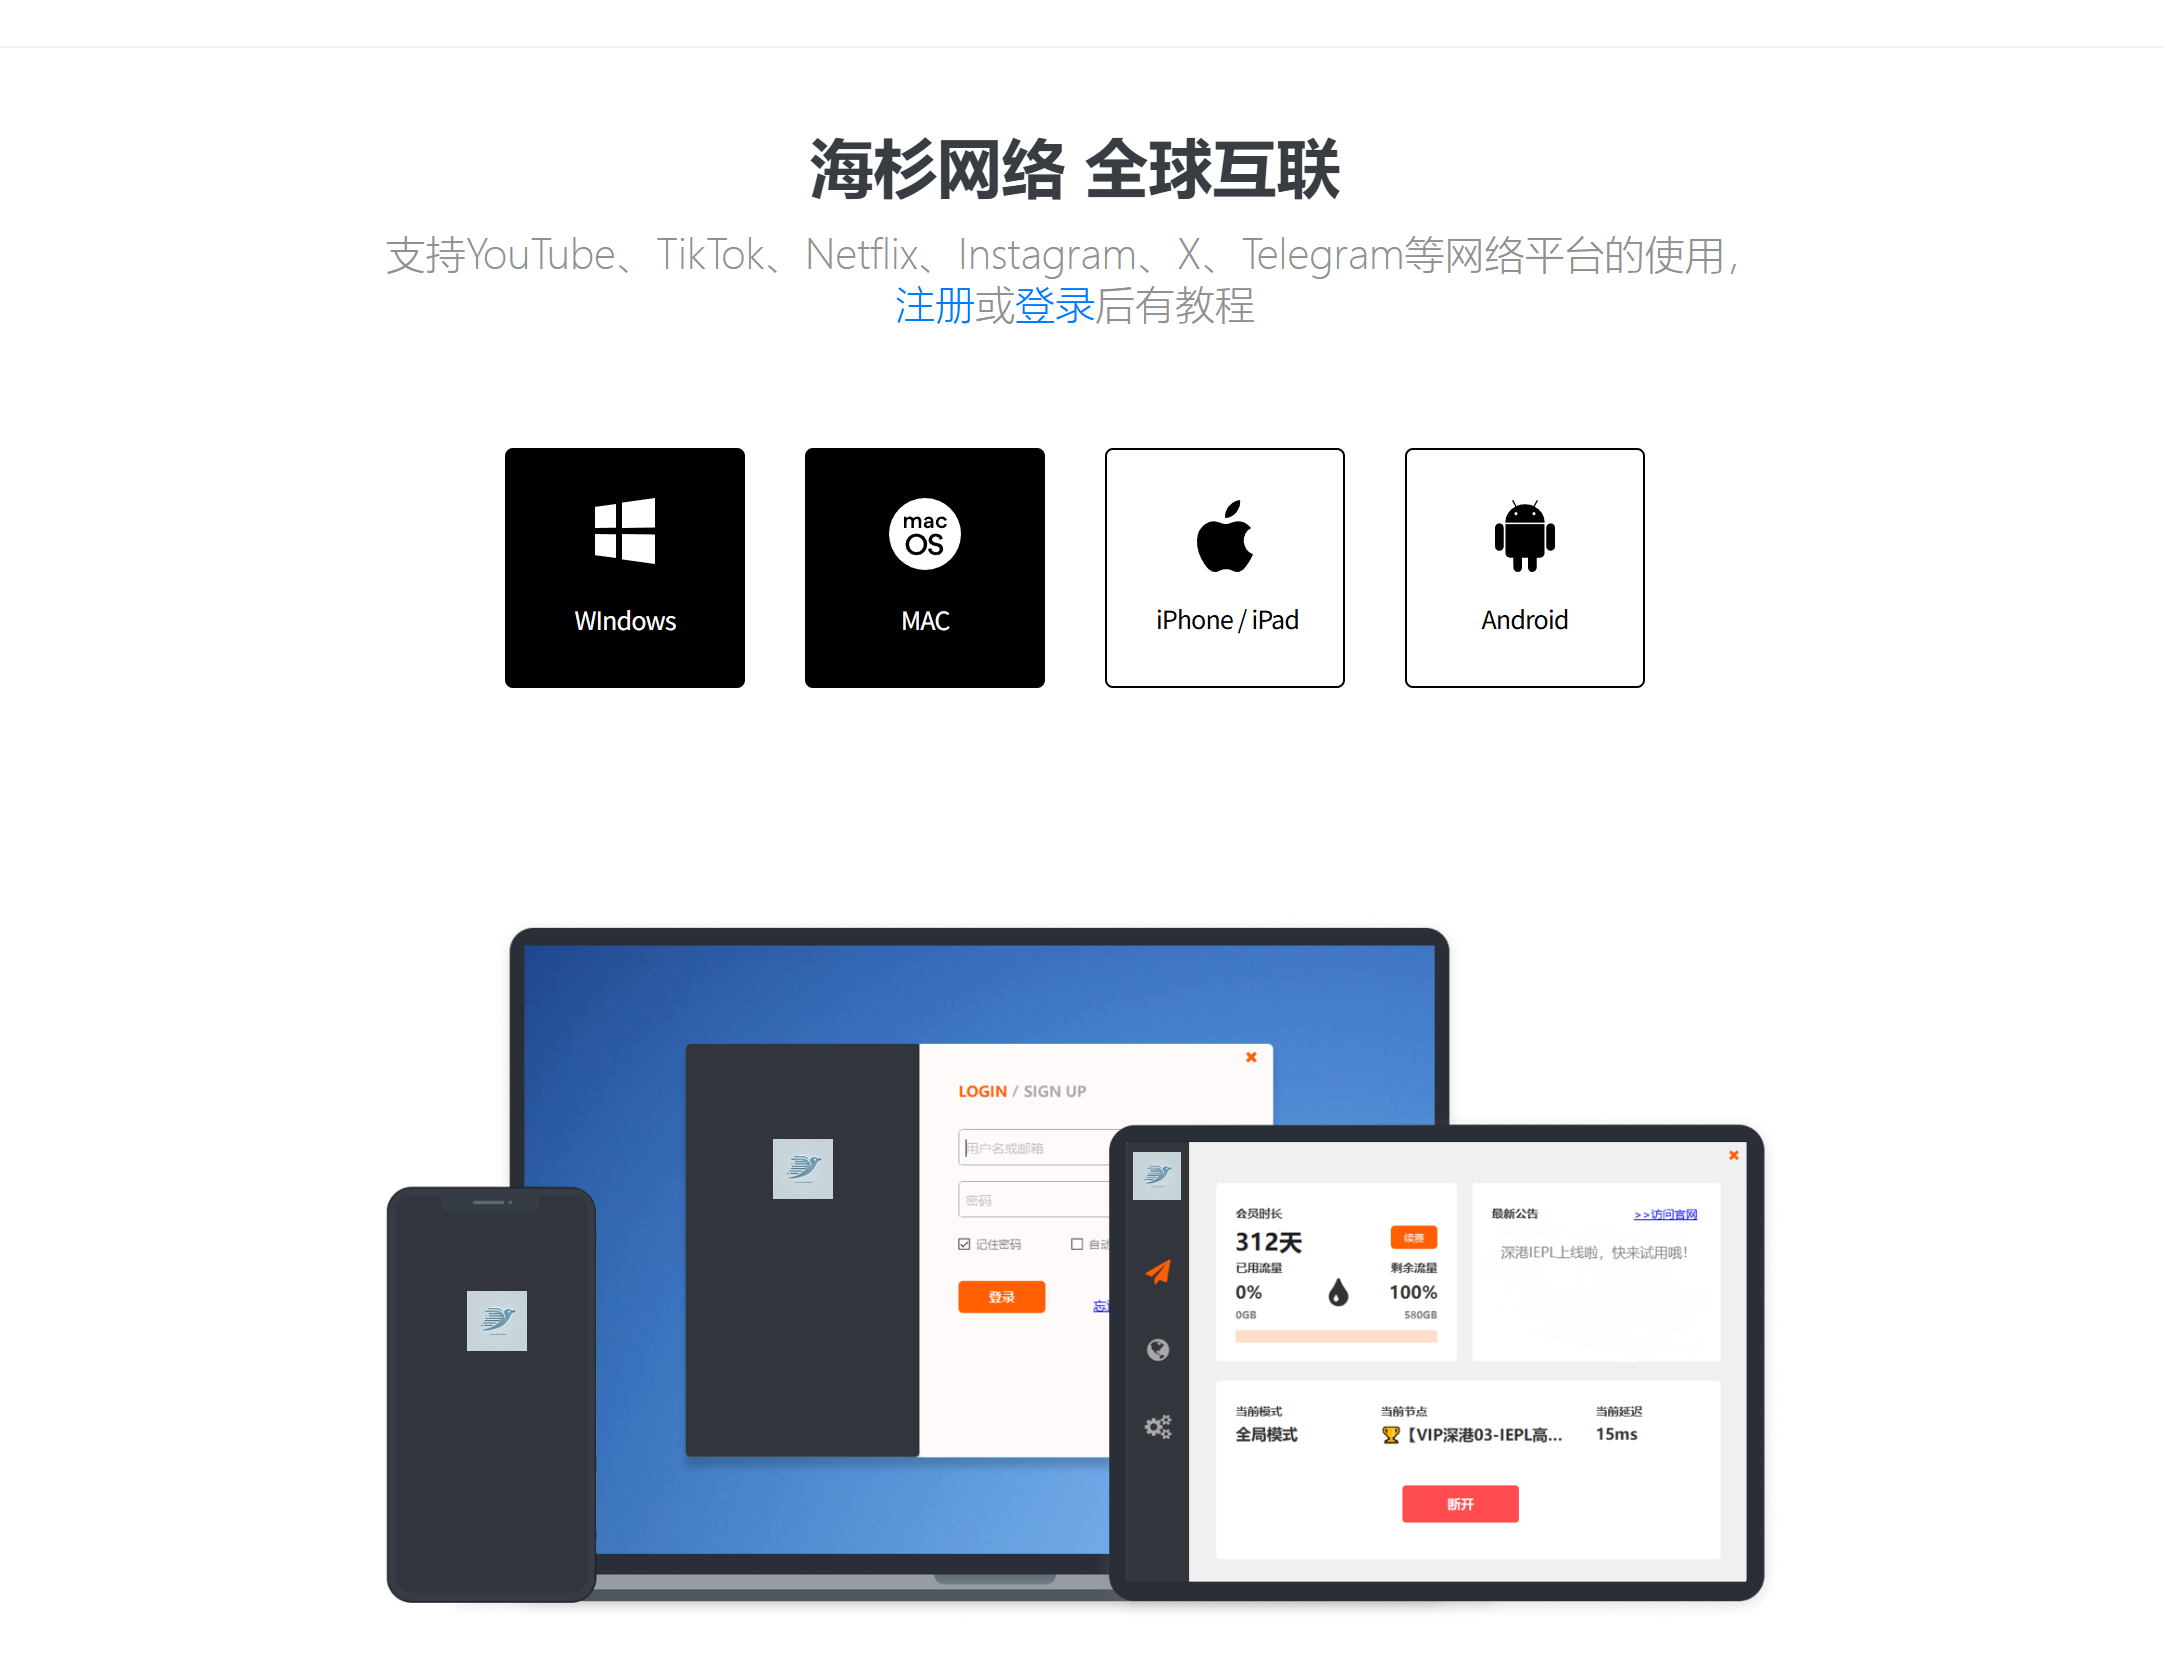 海杉网络 全球互联
支持YouTube、TikTok、Netflix、Instagram、X、Telegram等网络平台的使用，
注册或登录后有教程
WIndows
mac
OS
MAC
iPhone / iPad
Android
LOGIN / SIGN UP
用户名或邮箱
密码
记住密码
自动
登录
忘
会员时长
312天
续费
已用流量
剩余流量
0%
100%
0GB
580GB
最新公告
>>访问官网
深港IEPL上线啦，快来试用哦！
当前模式
当前节点
当前延迟
全局模式
🏆【VIP深港03-IEPL高...
15ms
断开